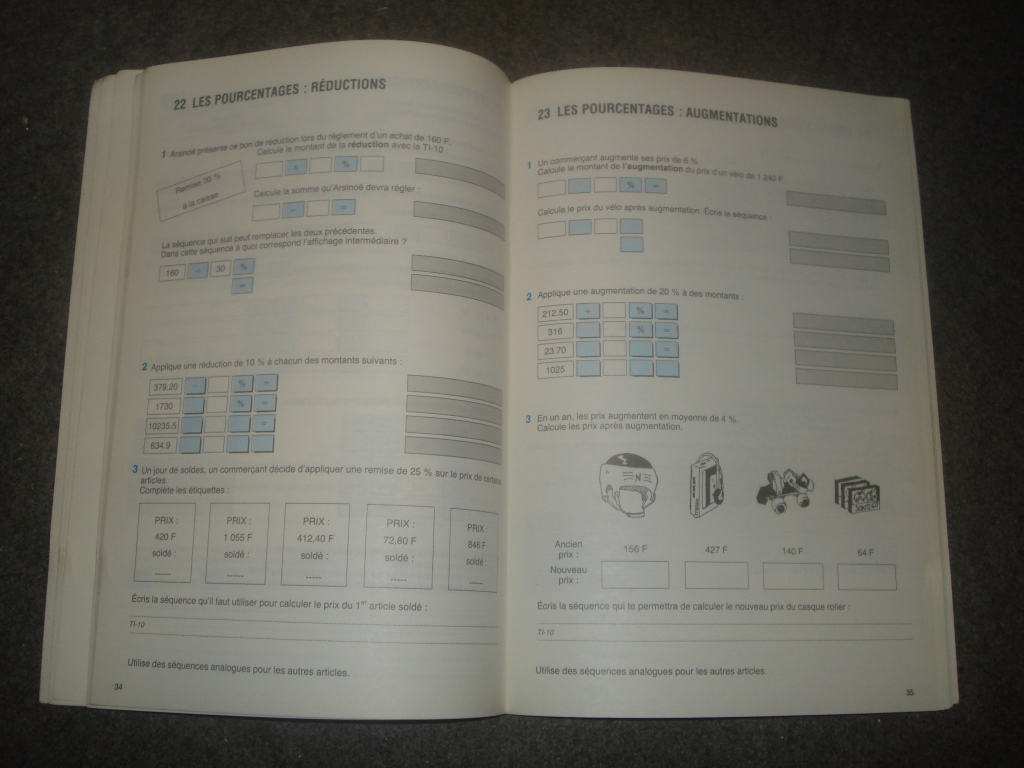 22 LES POURCENTAGES : RÉDUCTIONS
1 Arsinoé présente ce bon de réduction lors du règlement d'un achat de 160 F.
Calcule le montant de la réduction avec la TI-10 :
Remise 30 %
à la caisse
%
Calcule la somme qu'Arsinoé devra régler :
− =
La séquence qui suit peut remplacer les deux précédentes.
Dans cette séquence à quoi correspond l'affichage intermédiaire ?
160 − 30 %
=
2 Applique une réduction de 10 % à chacun des montants suivants :
379.20 − % =
1730 % =
10235.5 =
634.9
3 Un jour de soldes, un commerçant décide d'appliquer une remise de 25 % sur le prix de certains
articles.
Complète les étiquettes :
PRIX : PRIX : PRIX : PRIX : PRIX :
420 F 1 055 F 412,40 F 72,80 F 846 F
soldé : soldé : soldé : soldé : soldé :
...... ...... ...... ...... ......
Écris la séquence qu'il faut utiliser pour calculer le prix du 1er article soldé :
TI-10
Utilise des séquences analogues pour les autres articles.
34
23 LES POURCENTAGES : AUGMENTATIONS
1 Un commerçant augmente ses prix de 6 %.
Calcule le montant de l'augmentation du prix d'un vélo de 1 240 F
% =
Calcule le prix du vélo après augmentation. Écris la séquence :
2 Applique une augmentation de 20 % à des montants :
212.50 + % =
316 % =
23.70 % =
1025
3 En un an, les prix augmentent en moyenne de 4 %.
Calcule les prix après augmentation.
N
Ancien
prix : 156 F 427 F 140 F 64 F
Nouveau
prix :
Écris la séquence qui te permettra de calculer le nouveau prix du casque roller :
TI-10
Utilise des séquences analogues pour les autres articles.
35